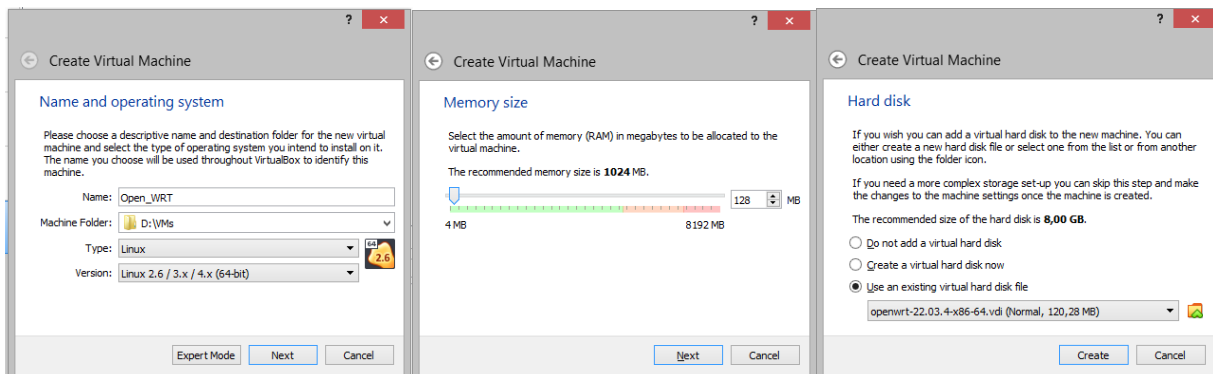 ? ×
Create Virtual Machine
Name and operating system
Please choose a descriptive name and destination folder for the new virtual
machine and select the type of operating system you intend to install on it.
The name you choose will be used throughout VirtualBox to identify this
machine.
Name: Open_WRT
Machine Folder: D:\VMs
Type: Linux
64
2.6
Version: Linux 2.6 / 3.x / 4.x (64-bit)
Expert Mode Next Cancel
? ×
Create Virtual Machine
Memory size
Select the amount of memory (RAM) in megabytes to be allocated to the
virtual machine.
The recommended memory size is 1024 MB.
128 MB
4 MB 8192 MB
Next Cancel
? ×
Create Virtual Machine
Hard disk
If you wish you can add a virtual hard disk to the new machine. You can
either create a new hard disk file or select one from the list or from another
location using the folder icon.
If you need a more complex storage set-up you can skip this step and make
the changes to the machine settings once the machine is created.
The recommended size of the hard disk is 8,00 GB.
Do not add a virtual hard disk
Create a virtual hard disk now
Use an existing virtual hard disk file
openwrt-22.03.4-x86-64.vdi (Normal, 120,28 MB)
Create Cancel